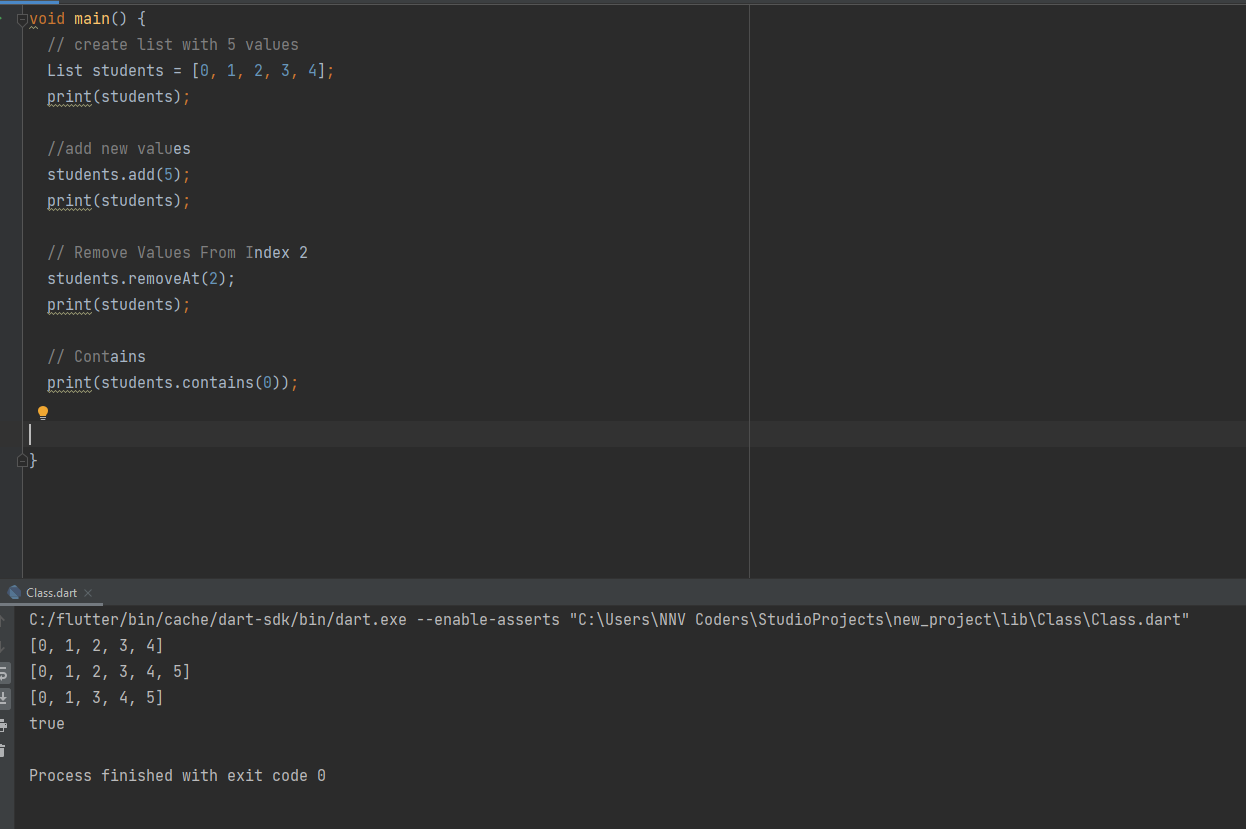 void main() {
// create list with 5 values
List students = [0, 1, 2, 3, 4];
print(students);
//add new values
students.add(5);
print(students);
// Remove Values From Index 2
students.removeAt(2);
print(students);
// Contains
print(students.contains(0));
}
Class.dart
C:/flutter/bin/cache/dart-sdk/bin/dart.exe --enable-asserts "C:\Users\NNV Coders\StudioProjects\new_project\lib\Class\Class.dart"
[0, 1, 2, 3, 4]
[0, 1, 2, 3, 4, 5]
[0, 1, 3, 4, 5]
true
Process finished with exit code 0